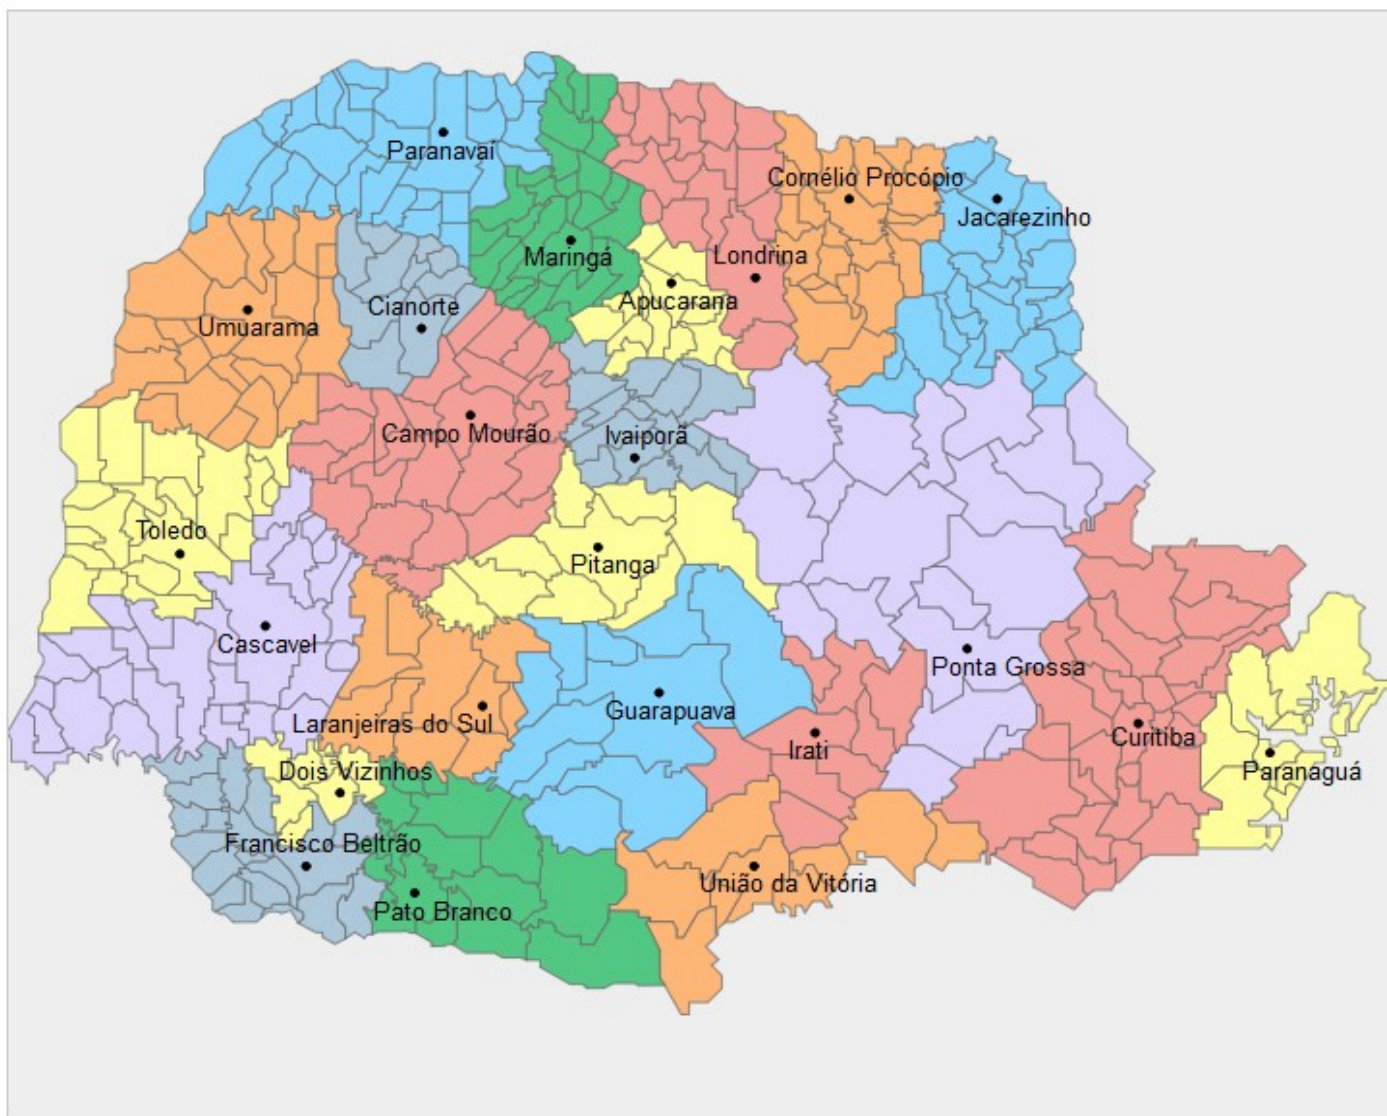 Paranavaí
Cornélio Procópio
Jacarezinho
Maringá
Londrina
Apucarana
Cianorte
Umuarama
Campo Mourão
Ivaiporã
Toledo
Pitanga
Cascavel
Ponta Grossa
Laranjeiras do Sul
Guarapuava
Irati
Curitiba
Dois Vizinhos
Paranaguá
Francisco Beltrão
União da Vitória
Pato Branco